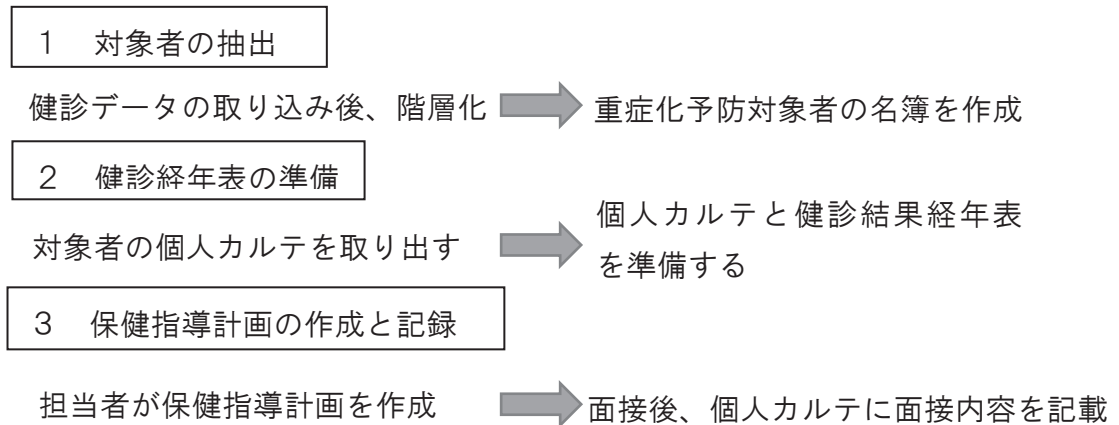 １　対象者の抽出
健診データの取り込み後、階層化　重症化予防対象者の名簿を作成
２　健診経年表の準備
対象者の個人カルテを取り出す
個人カルテと健診結果経年表
を準備する
３　保健指導計画の作成と記録
担当者が保健指導計画を作成　面接後、個人カルテに面接内容を記載